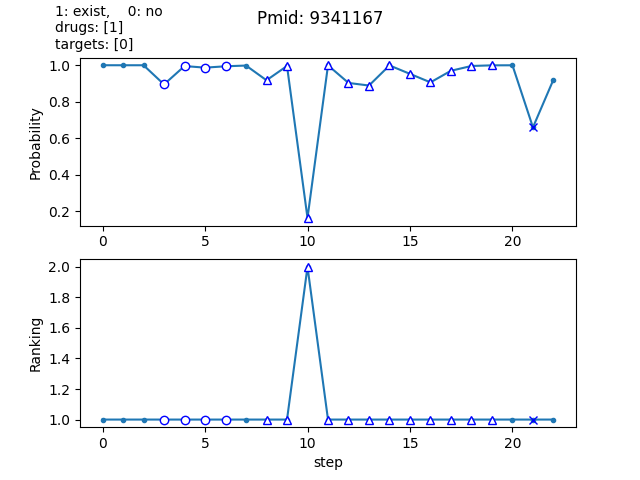 1: exist,    0: no
drugs: [1]
targets: [0]
Pmid: 9341167
Probability
1.0
0.8
0.6
0.4
0.2
0 5 10 15 20
Ranking
2.0
1.8
1.6
1.4
1.2
1.0
0 5 10 15 20
step